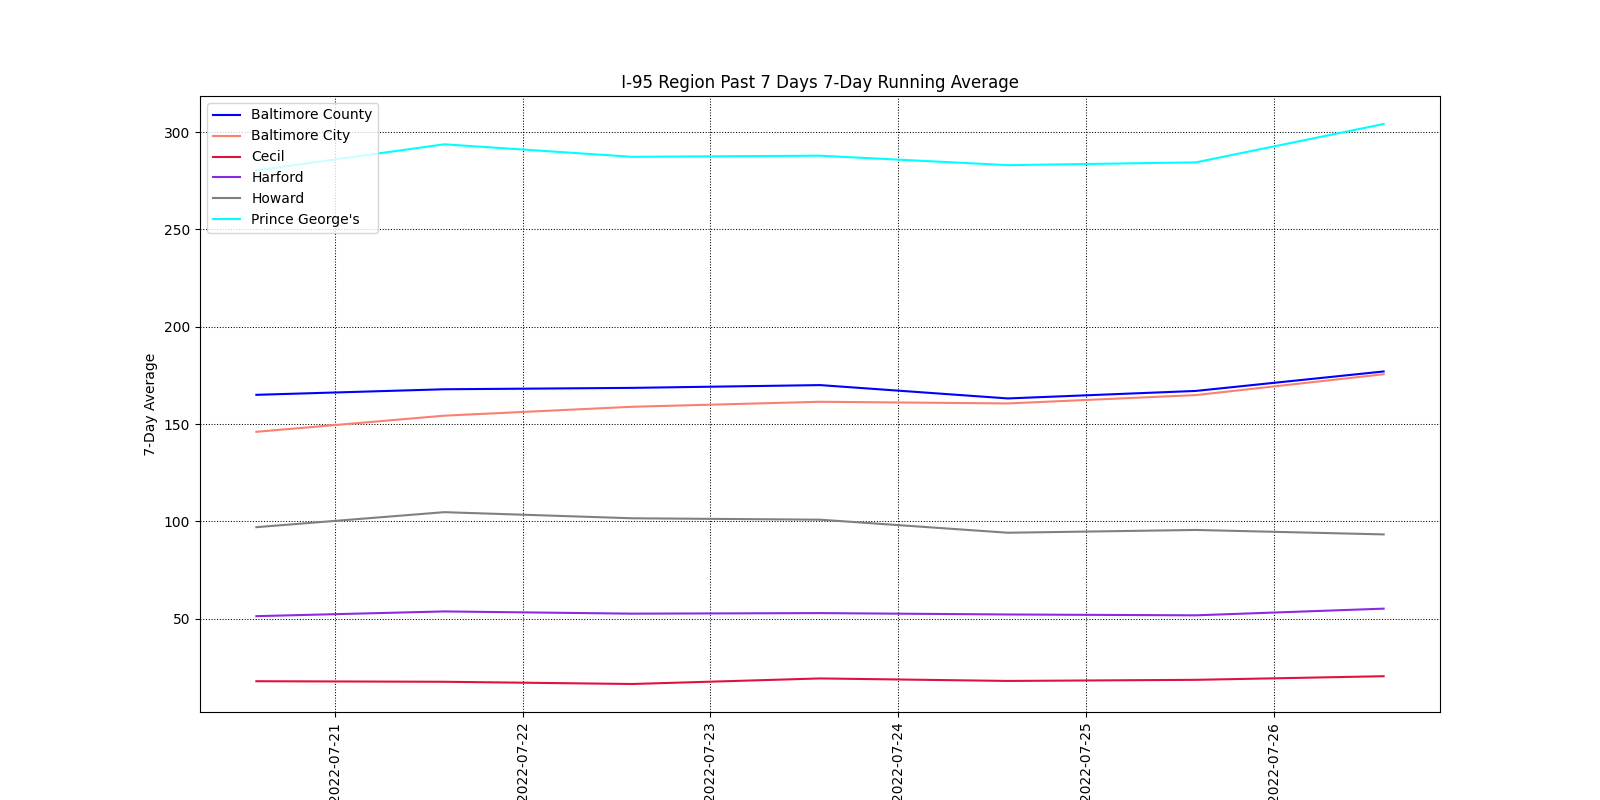 I-95 Region Past 7 Days 7-Day Running Average
Baltimore County
Baltimore City
Cecil
Harford
Howard
Prince George's
300
250
200
150
100
50
7-Day Average
2022-07-21
2022-07-22
2022-07-23
2022-07-24
2022-07-25
2022-07-26